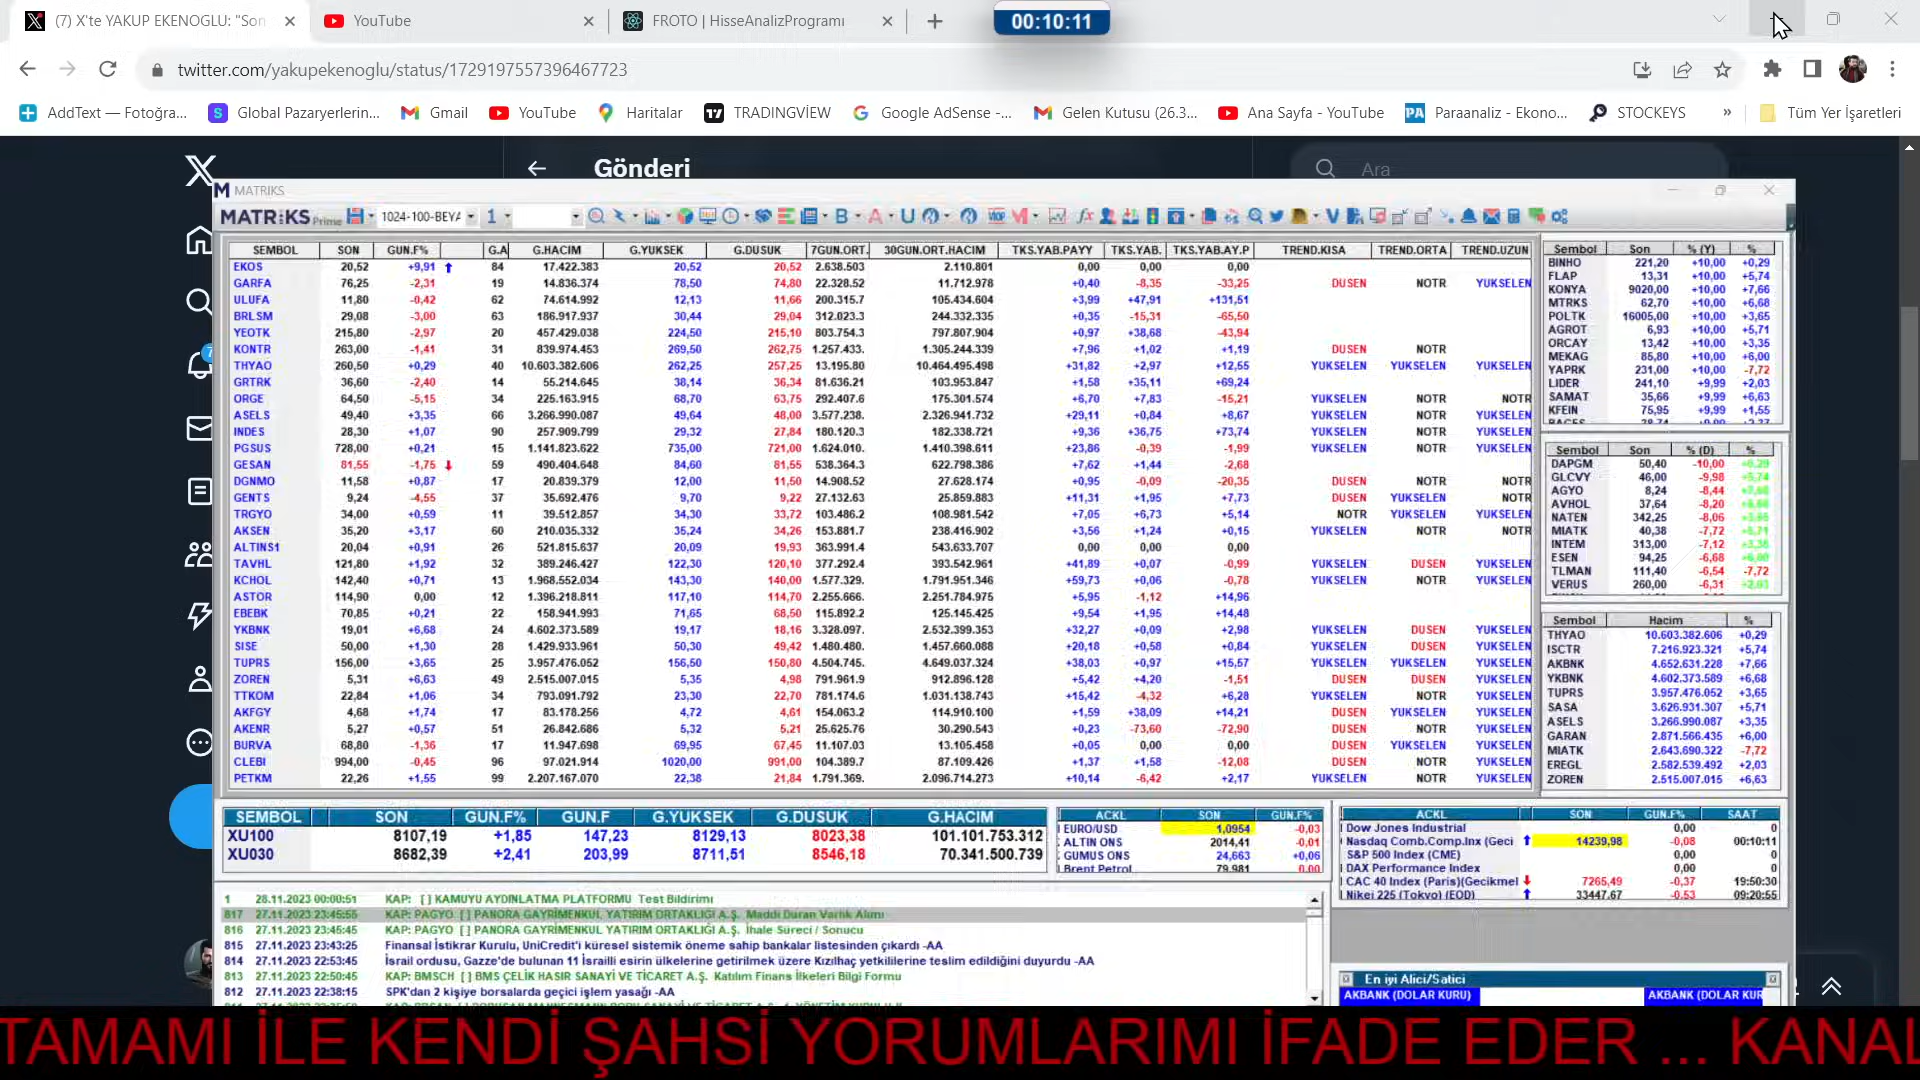 (7) X'te YAKUP EKENOGLU: "Son
YouTube
FROTO | HisseAnalizProgramı
00:10:11
twitter.com/yakupekenoglu/status/1729197557396467723
AddText — Fotoğra...
Global Pazaryerlerin...
Gmail
YouTube
Haritalar
TRADINGVİEW
Google AdSense -...
Gelen Kutusu (26.3...
Ana Sayfa - YouTube
Paraanaliz - Ekono...
STOCKEYS
»
Tüm Yer İşaretleri
Gönderi
Ara
MATRIKS
MATRiKS Prime
1024-100-BEYA
SEMBOL SON GUN.F% G.A G.HACIM G.YUKSEK G.DUSUK 7GUN.ORT. 30GUN.ORT.HACIM TKS.YAB.PAYY TKS.YAB. TKS.YAB.AY.P TREND.KISA TREND.ORTA TREND.UZUN
EKOS 20,52 +9,91 84 17.422.383 20,52 20,52 2.638.503 2.110.801 0,00 0,00 0,00
GARFA 76,25 -2,31 19 14.836.374 78,50 74,80 22.328.52 11.712.978 +0,40 -8,35 -33,25 DUSEN NOTR YUKSELEN
ULUFA 11,80 -0,42 62 74.614.992 12,13 11,66 200.315.7 105.434.604 +3,99 +47,91 +131,51
BRLSM 29,08 -3,00 63 186.917.937 30,44 29,04 312.023.3 244.332.335 +0,35 -15,31 -65,50
YEOTK 215,80 -2,97 20 457.429.038 224,50 215,10 803.754.3 797.807.904 +0,97 +38,68 -43,94
KONTR 263,00 -1,41 31 839.974.453 269,50 262,75 1.257.433. 1.305.244.339 +7,96 +1,02 +1,19 DUSEN NOTR
THYAO 260,50 +0,29 40 10.603.382.606 262,25 257,25 13.195.80 10.464.495.498 +31,82 +2,97 +12,55 YUKSELEN YUKSELEN YUKSELEN
GRTRK 36,60 -2,40 14 55.214.645 38,14 36,34 81.636.21 103.953.847 +1,58 +35,11 +69,24
ORGE 64,50 -5,15 34 225.163.915 68,70 63,75 292.407.6 175.301.574 +6,70 +7,83 -15,21 YUKSELEN NOTR NOTR
ASELS 49,40 +3,35 66 3.266.990.087 49,64 48,00 3.577.238. 2.326.941.732 +29,11 +0,84 +8,67 YUKSELEN NOTR YUKSELEN
INDES 28,30 +1,07 90 257.909.799 29,32 27,84 180.120.3 182.338.721 +9,36 +36,75 +73,74 YUKSELEN NOTR NOTR
PGSUS 728,00 +0,21 15 1.141.823.622 735,00 721,00 1.624.010. 1.410.398.611 +23,86 -0,39 -1,99 YUKSELEN NOTR YUKSELEN
GESAN 81,55 -1,75 59 490.404.648 84,60 81,55 538.364.3 622.798.386 +7,62 +1,44 -2,68
DGNMO 11,58 +0,87 17 20.839.379 12,00 11,50 14.908.52 27.628.174 +0,95 -0,09 -20,35 DUSEN NOTR NOTR
GENTS 9,24 -4,55 37 35.692.476 9,70 9,22 27.132.63 25.859.883 +11,31 +1,95 +7,73 DUSEN YUKSELEN NOTR
TRGYO 34,00 +0,59 11 39.512.857 34,30 33,72 103.486.2 108.981.542 +7,05 +6,73 +5,14 NOTR YUKSELEN YUKSELEN
AKSEN 35,20 +3,17 60 210.035.332 35,24 34,26 153.881.7 238.416.902 +3,56 +1,24 +0,15 YUKSELEN NOTR NOTR
ALTINS1 20,04 +0,91 26 521.815.637 20,09 19,93 363.991.4 543.633.707 0,00 0,00 0,00
TAVHL 121,80 +1,92 32 389.246.427 122,30 120,10 377.292.4 393.542.961 +41,89 +0,07 -0,99 YUKSELEN DUSEN YUKSELEN
KCHOL 142,40 +0,71 13 1.968.552.034 143,30 140,00 1.577.329. 1.791.951.346 +59,73 +0,06 -0,78 YUKSELEN NOTR YUKSELEN
ASTOR 114,90 0,00 12 1.396.218.811 117,10 114,70 2.255.666. 2.251.784.975 +5,95 -1,12 +14,96
EBEBK 70,85 +0,21 22 158.941.993 71,65 68,50 115.892.2 125.145.425 +9,54 +1,95 +14,48
YKBNK 19,01 +6,68 24 4.602.373.589 19,17 18,16 3.328.097. 2.532.399.353 +32,27 +0,09 +2,98 YUKSELEN DUSEN YUKSELEN
SISE 50,00 +1,30 28 1.429.933.961 50,30 49,42 1.480.480. 1.457.660.088 +20,18 +0,58 +0,84 YUKSELEN DUSEN YUKSELEN
TUPRS 156,00 +3,65 25 3.957.476.052 156,50 150,80 4.504.745. 4.649.037.324 +38,03 +0,97 +15,57 YUKSELEN YUKSELEN YUKSELEN
ZOREN 5,31 +6,63 49 2.515.007.015 5,35 4,98 791.961.9 912.896.128 +5,42 +4,20 -1,51 DUSEN DUSEN YUKSELEN
TTKOM 22,84 +1,06 34 793.091.792 23,30 22,70 781.174.6 1.031.138.743 +15,42 -4,32 +6,28 YUKSELEN NOTR YUKSELEN
AKFGY 4,68 +1,74 17 83.178.256 4,72 4,61 154.063.2 114.910.100 +1,59 +38,09 +14,21 DUSEN YUKSELEN YUKSELEN
AKENR 5,27 +0,57 51 26.842.686 5,32 5,21 25.625.76 30.290.543 +0,23 -73,60 -72,90 DUSEN NOTR YUKSELEN
BURVA 68,80 -1,36 17 11.947.698 69,95 67,45 11.107.03 13.105.458 +0,05 0,00 0,00 DUSEN YUKSELEN YUKSELEN
CLEBI 994,00 -0,45 96 97.021.914 1020,00 991,00 104.389.7 87.109.426 +1,37 +1,58 -12,08 DUSEN NOTR YUKSELEN
PETKM 22,26 +1,55 99 2.207.167.070 22,38 21,84 1.791.369. 2.096.714.273 +10,14 -6,42 +2,17 YUKSELEN NOTR YUKSELEN
Sembol Son % (Y) %
BINHO 221,20 +10,00 +0,29
FLAP 13,31 +10,00 +5,74
KONYA 9020,00 +10,00 +7,66
MTRKS 62,70 +10,00 +6,68
POLTK 16005,00 +10,00 +3,65
AGROT 6,93 +10,00 +5,71
ORCAY 13,42 +10,00 +3,35
MEKAG 85,80 +10,00 +6,00
YAPRK 231,00 +10,00 -7,72
LIDER 241,10 +9,99 +2,03
SAMAT 35,66 +9,99 +6,63
KFEIN 75,95 +9,99 +1,55
Sembol Son % (D) %
DAPGM 50,40 -10,00
GLCVY 46,00 -9,98
AGYO 8,24 -8,44
AVHOL 37,64 -8,20
NATEN 342,25 -8,06
MIATK 40,38 -7,72
INTEM 313,00 -7,12
ESEN 94,25 -6,68
TLMAN 111,40 -6,54 -7,72
VERUS 260,00 -6,31
Sembol Hacim %
THYAO 10.603.382.606 +0,29
ISCTR 7.216.923.321 +5,74
AKBNK 4.652.631.228 +7,66
YKBNK 4.602.373.589 +6,68
TUPRS 3.957.476.052 +3,65
SASA 3.626.931.307 +5,71
ASELS 3.266.990.087 +3,35
GARAN 2.871.566.435 +6,00
MIATK 2.643.690.322 -7,72
EREGL 2.582.539.492 +2,03
ZOREN 2.515.007.015 +6,63
SEMBOL SON GUN.F% GUN.F G.YUKSEK G.DUSUK G.HACIM
XU100 8107,19 +1,85 147,23 8129,13 8023,38 101.101.753.312
XU030 8682,39 +2,41 203,99 8711,51 8546,18 70.341.500.739
ACKL SON GUN.F%
EURO/USD 1,0954 -0,03
ALTIN ONS 2014,41 -0,01
GUMUS ONS 24,663 +0,06
Brent Petrol 79,981 0,00
ACKL SON GUN.F% SAAT
Dow Jones Industrial 0,00 0
Nasdaq Comb.Comp.Inx (Geci 14239,98 -0,08 00:10:11
S&P 500 Index (CME) 0,00 0
DAX Performance Index 0,00 0
CAC 40 Index (Paris)(Gecikmel 7265,49 -0,37 19:50:30
Nikei 225 (Tokyo) (EOD) 33447,67 -0,53 09:20:55
1 28.11.2023 00:00:51 KAP: [ ] KAMUYU AYDINLATMA PLATFORMU Test Bildirimi
817 27.11.2023 23:45:55 KAP: PAGYO [ ] PANORA GAYRİMENKUL YATIRIM ORTAKLIĞI A.Ş. Maddi Duran Varlık Alımı
816 27.11.2023 23:45:45 KAP: PAGYO [ ] PANORA GAYRİMENKUL YATIRIM ORTAKLIĞI A.Ş. İhale Süreci / Sonucu
815 27.11.2023 23:43:25 Finansal İstikrar Kurulu, UniCredit'i küresel sistemik öneme sahip bankalar listesinden çıkardı -AA
814 27.11.2023 22:53:45 İsrail ordusu, Gazze'de bulunan 11 İsrailli esirin ülkelerine getirilmek üzere Kızılhaç yetkililerine teslim edildiğini duyurdu -AA
813 27.11.2023 22:50:45 KAP: BMSCH [ ] BMS ÇELİK HASIR SANAYİ VE TİCARET A.Ş. Katılım Finans İlkeleri Bilgi Formu
812 27.11.2023 22:38:15 SPK'dan 2 kişiye borsalarda geçici işlem yasağı -AA
En iyi Alici/Satici
AKBANK (DOLAR KURU)
AKBANK (DOLAR KUR
TAMAMI İLE KENDİ ŞAHSİ YORUMLARIMI İFADE EDER ... KANAL